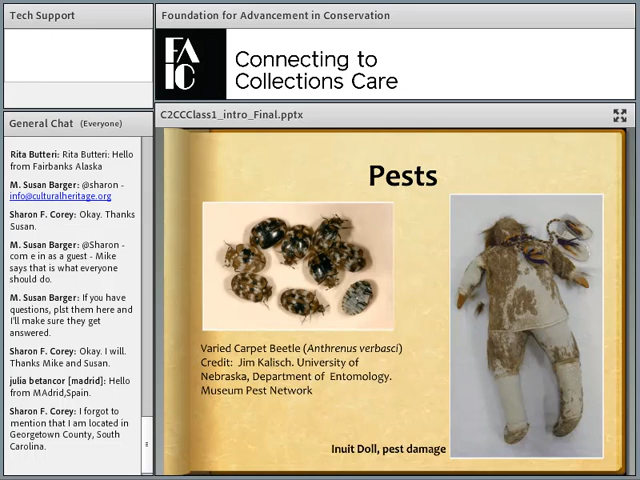 Tech Support
Foundation for Advancement in Conservation
FA
IC
Connecting to
Collections Care
General Chat (Everyone)
Rita Butteri: Rita Butteri: Hello
from Fairbanks Alaska
M. Susan Barger: @sharon -
info@culturalheritage.org
Sharon F. Corey: Okay. Thanks
Susan.
M. Susan Barger: @Sharon -
com e in as a guest - Mike
says that is what everyone
should do.
M. Susan Barger: If you have
questions, plst them here and
I'll make sure they get
answered.
Sharon F. Corey: Okay. I will.
Thanks Mike and Susan.
julia betancor [madrid]: Hello
from MAdrid,Spain.
Sharon F. Corey: I forgot to
mention that I am located in
Georgetown County, South
Carolina.
C2CCClass1_intro_Final.pptx
Pests
Varied Carpet Beetle (Anthrenus verbasci)
Credit: Jim Kalisch. University of
Nebraska, Department of Entomology.
Museum Pest Network
Inuit Doll, pest damage